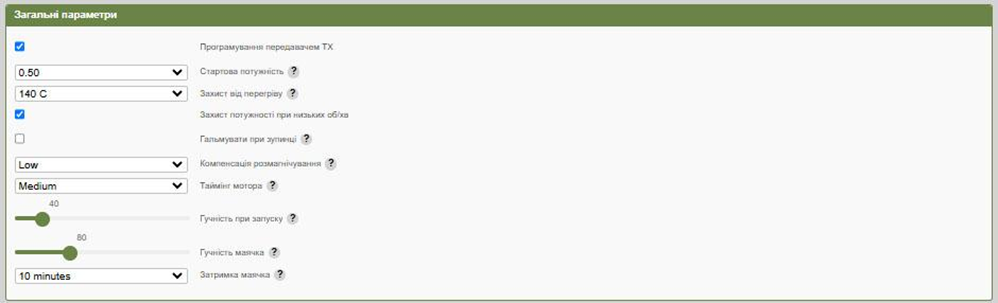 Загальні параметри
Програмування передавачем TX
0.50 Стартова потужність ?
140 C Захист від перегріву ?
Захист потужності при низьких об/хв
Гальмувати при зупинці ?
Low Компенсація розмагнічування ?
Medium Таймінг мотора ?
40
Гучність при запуску ?
80
Гучність маячка ?
10 minutes Затримка маячка ?